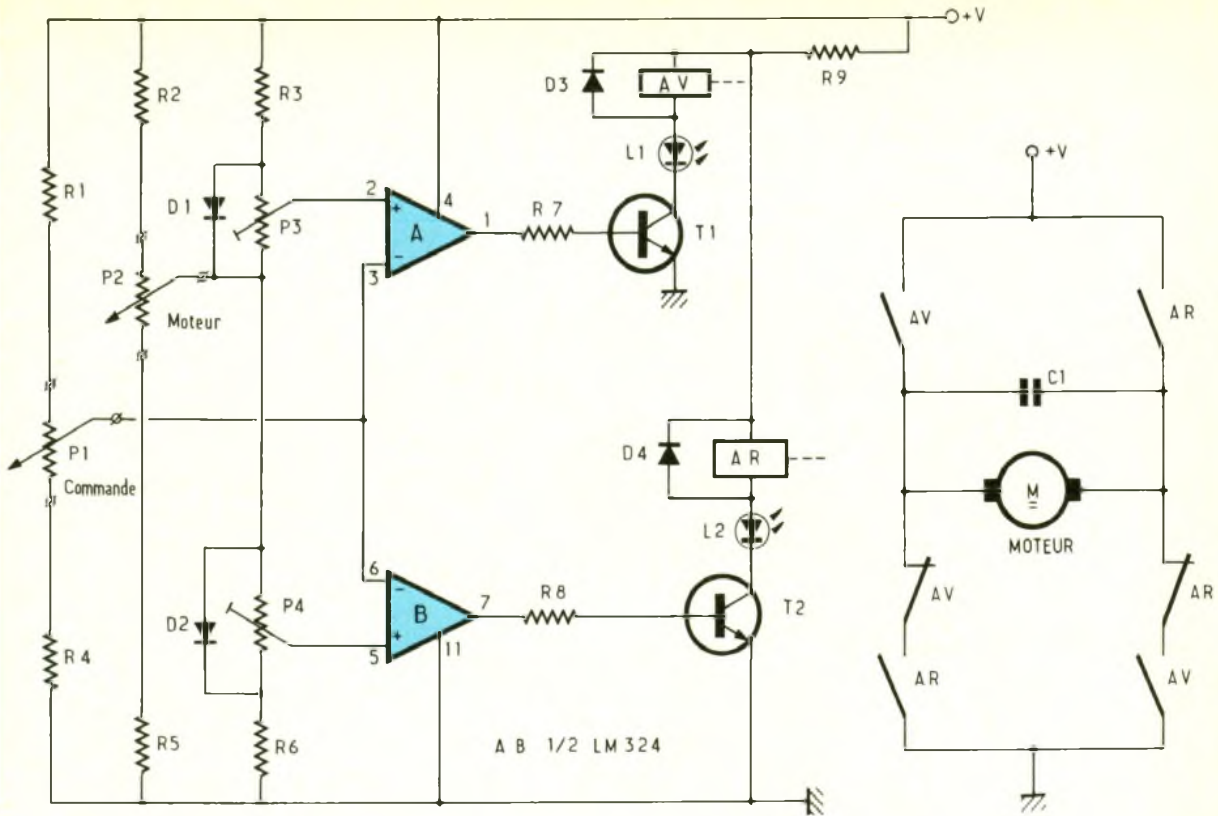 +V
R9
D3
AV
R2
R3
L1
+V
R1
D1
P3
2
+
4
A
1
R7
T1
-
3
P2
Moteur
AV
AR
C1
P1
Commande
D4
AR
M
MOTEUR
L2
6
-
B
7
R8
T2
P4
D2
+
5
11
AV
AR
R4
AR
AV
R5
R6
A B 1/2 LM 324